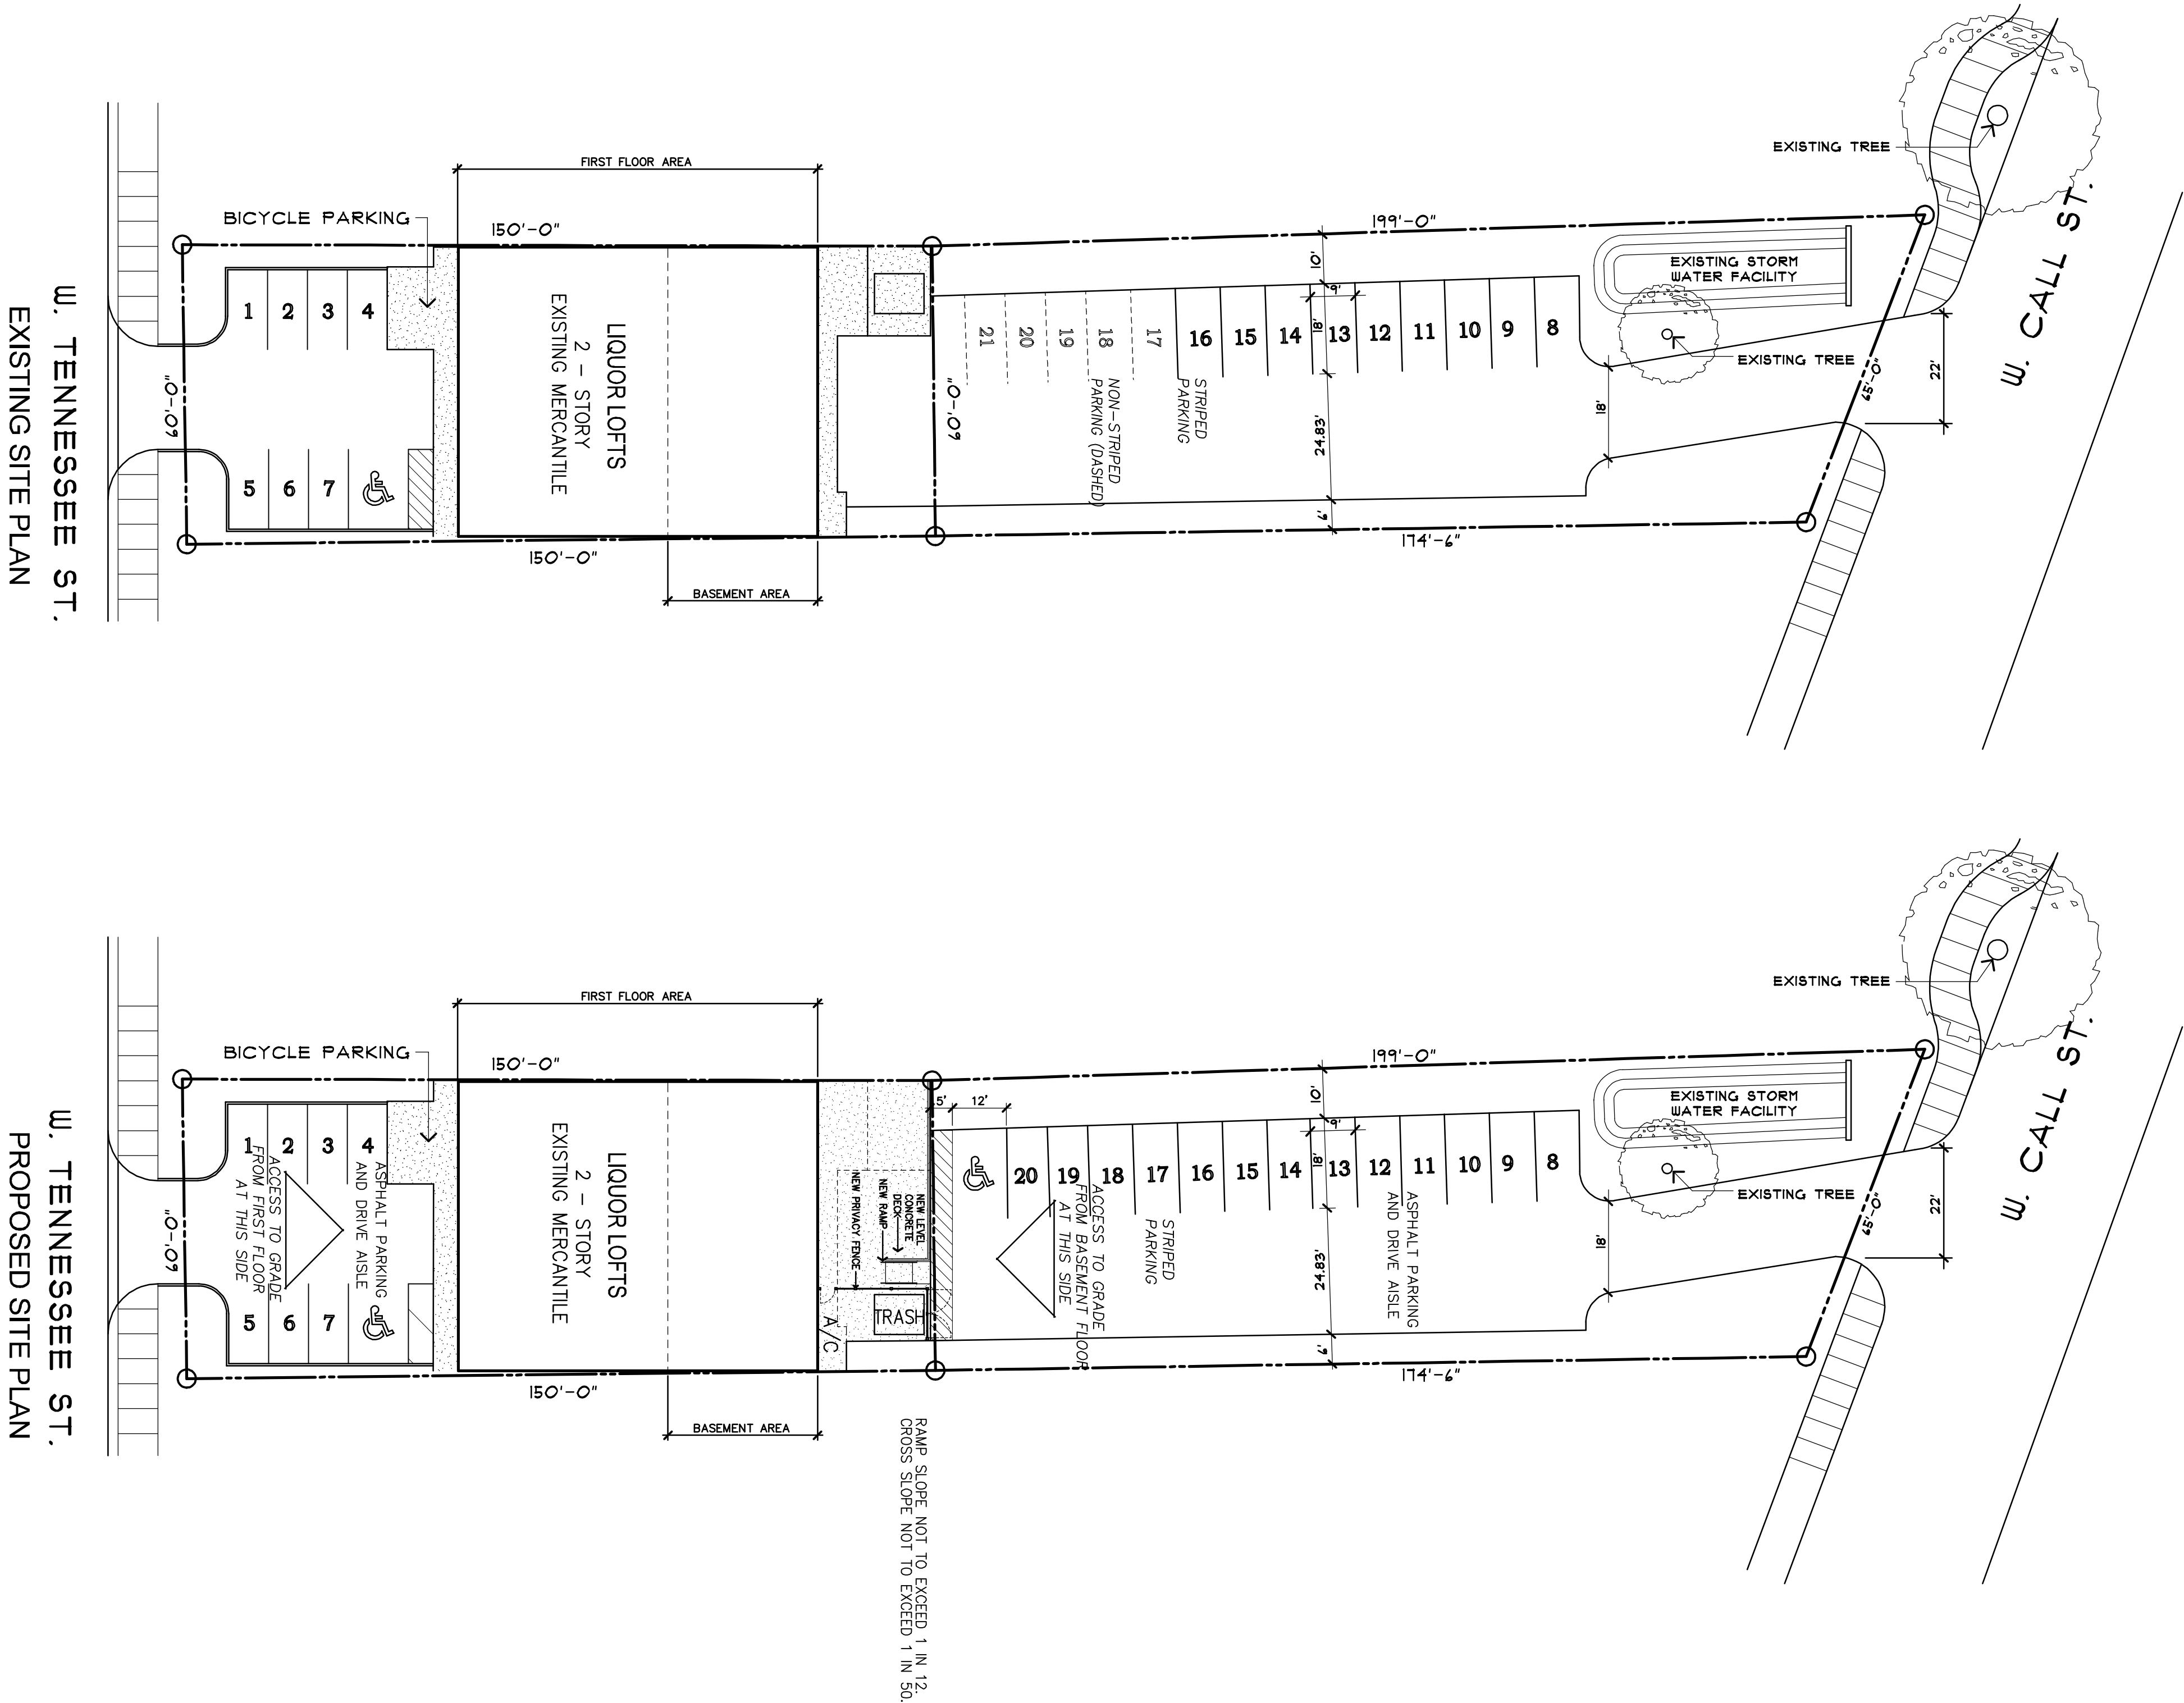 EXISTING TREE
W. CALL ST.
FIRST FLOOR AREA
BICYCLE PARKING
150'-0"
199'-0"
EXISTING STORM
WATER FACILITY
10'
9'
18'
1
2
3
4
21
20
19
18
17
16
15
14
13
12
11
10
9
8
EXISTING TREE
22'
65'-0"
18'
LIQUOR LOFTS
2 - STORY
EXISTING MERCANTILE
60'-0"
60'-0"
STRIPED
PARKING
NON-STRIPED
PARKING (DASHED)
24.83'
5
6
7
6'
150'-0"
174'-6"
BASEMENT AREA
W. TENNESSEE ST.
EXISTING SITE PLAN
EXISTING TREE
W. CALL ST.
FIRST FLOOR AREA
BICYCLE PARKING
150'-0"
199'-0"
EXISTING STORM
WATER FACILITY
5'
12'
10'
9'
18'
1
2
3
4
20
19
18
17
16
15
14
13
12
11
10
9
8
EXISTING TREE
22'
65'-0"
18'
ASPHALT PARKING
AND DRIVE AISLE
ACCESS TO GRADE
FROM FIRST FLOOR
AT THIS SIDE
LIQUOR LOFTS
2 - STORY
EXISTING MERCANTILE
NEW LEVEL
CONCRETE
DECK
NEW RAMP
NEW PRIVACY FENCE
ACCESS TO GRADE
FROM BASEMENT FLOOR
AT THIS SIDE
STRIPED
PARKING
ASPHALT PARKING
AND DRIVE AISLE
24.83'
60'-0"
5
6
7
TRASH
A/C
6'
150'-0"
174'-6"
BASEMENT AREA
RAMP SLOPE NOT TO EXCEED 1 IN 12.
CROSS SLOPE NOT TO EXCEED 1 IN 50.
W. TENNESSEE ST.
PROPOSED SITE PLAN